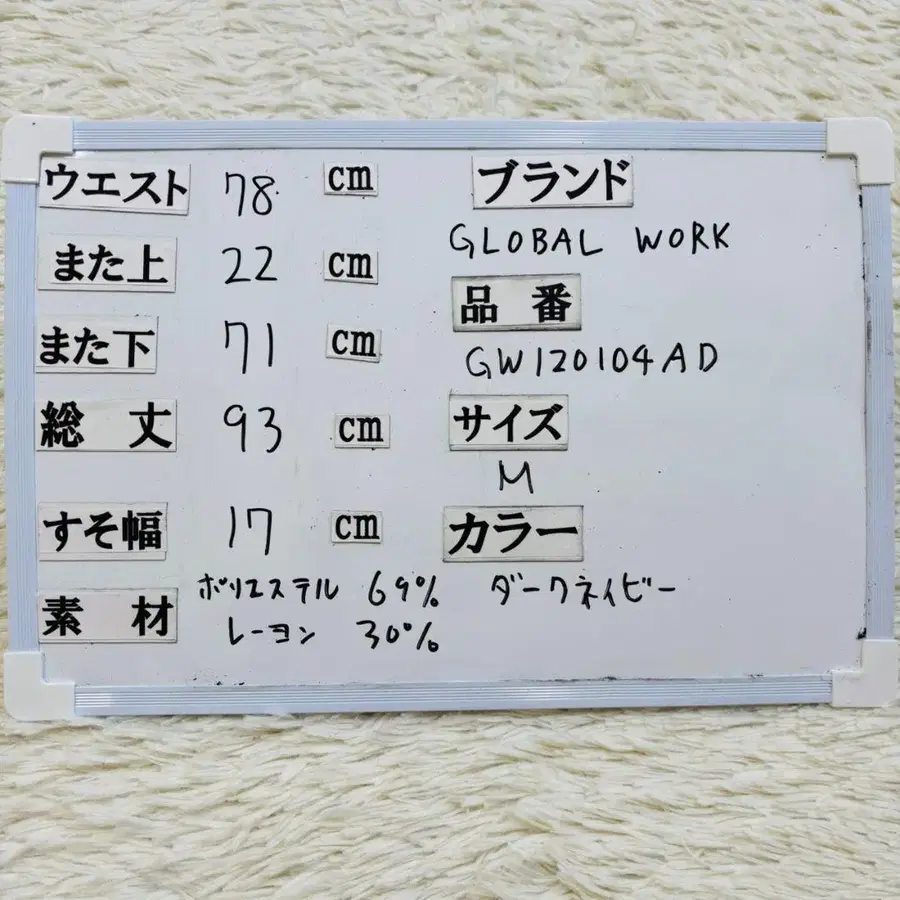 ウエスト 78 cm
また上 22 cm
また下 71 cm
総丈 93 cm
すそ幅 17 cm
素材 ポリエステル 69%
レーヨン 30%
ブランド
GLOBAL WORK
品番
GW120104AD
サイズ
M
カラー
ダークネイビー